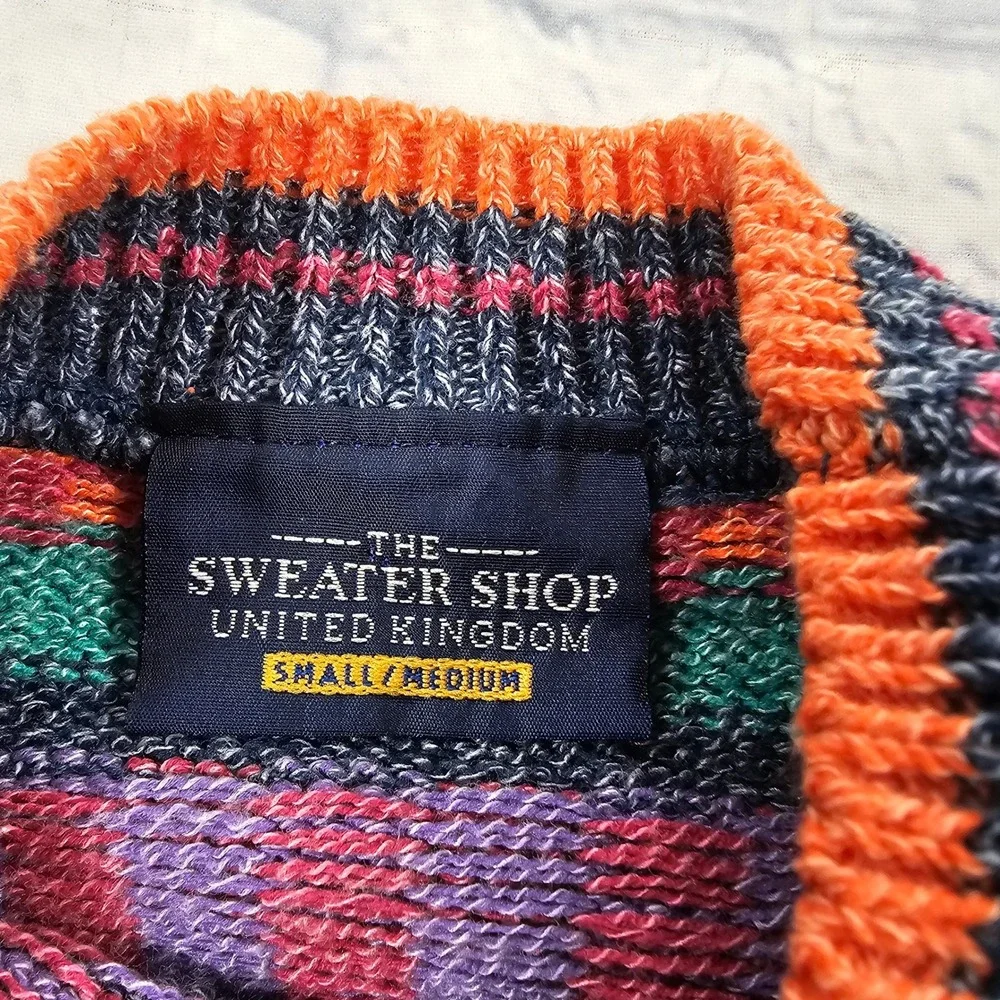 THE
SWEATER SHOP
UNITED KINGDOM
SMALL/MEDIUM